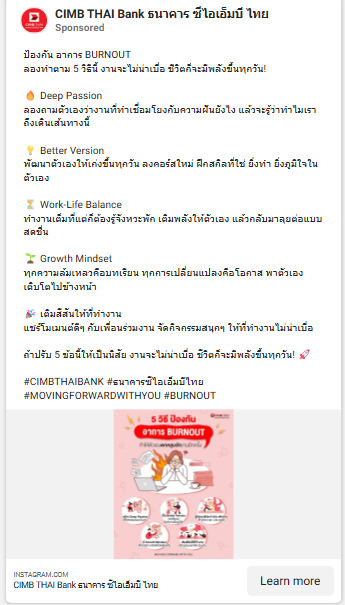 CIMB THAI Bank ธนาคาร ซีไอเอ็มบี ไทย
Sponsored
ป้องกัน อาการ BURNOUT
ลองทำตาม 5 วิธีนี้ งานจะไม่น่าเบื่อ ชีวิตก็จะมีพลังขึ้นทุกวัน!
🔥 Deep Passion
ลองถามตัวเองว่างานที่ทำเชื่อมโยงกับความฝันยังไง แล้วจะรู้ว่าทำไมเรา
ถึงเดินเส้นทางนี้
💡 Better Version
พัฒนาตัวเองให้เก่งขึ้นทุกวัน ลงคอร์สใหม่ ฝึกสกิลที่ใช่ ยิ่งทำ ยิ่งภูมิใจใน
ตัวเอง
⏳ Work-Life Balance
ทำงานเต็มที่แต่ก็ต้องรู้จังหวะพัก เติมพลังให้ตัวเอง แล้วกลับมาลุยต่อแบบ
สดชื่น
🌱 Growth Mindset
ทุกความล้มเหลวคือบทเรียน ทุกการเปลี่ยนแปลงคือโอกาส พาตัวเอง
เติบโตไปข้างหน้า
🎉 เติมสีสันให้ที่ทำงาน
แชร์โมเมนต์ดีๆ กับเพื่อนร่วมงาน จัดกิจกรรมสนุกๆ ให้ที่ทำงานไม่น่าเบื่อ
ถ้าปรับ 5 ข้อนี้ให้เป็นนิสัย งานจะไม่น่าเบื่อ ชีวิตก็จะมีพลังขึ้นทุกวัน! 🚀
#CIMBTHAIBANK #ธนาคารซีไอเอ็มบีไทย
#MOVINGFORWARDWITHYOU #BURNOUT
5 วิธี ป้องกัน
อาการ BURNOUT
INSTAGRAM.COM
CIMB THAI Bank ธนาคาร ซีไอเอ็มบี ไทย
Learn more